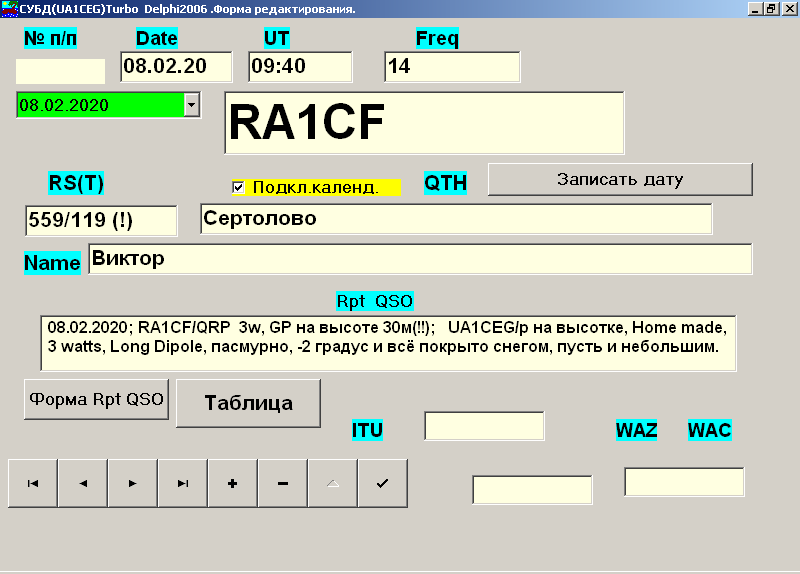 СУБД(UA1CEG)Turbo Delphi2006 .Форма редактирования.
№ п/п Date UT Freq
08.02.20 09:40 14
08.02.2020
RA1CF
RS(T) Подкл.календ. QTH Записать дату
559/119 (!) Сертолово
Name Виктор
Rpt QSO
08.02.2020; RA1CF/QRP 3w, GP на высоте 30м(!!); UA1CEG/p на высотке, Home made,
3 watts, Long Dipole, пасмурно, -2 градус и всё покрыто снегом, пусть и небольшим.
Форма Rpt QSO Таблица
ITU WAZ WAC